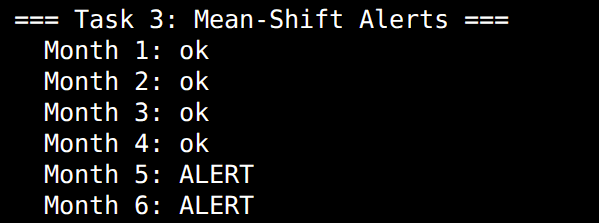 === Task 3: Mean-Shift Alerts ===
Month 1: ok
Month 2: ok
Month 3: ok
Month 4: ok
Month 5: ALERT
Month 6: ALERT